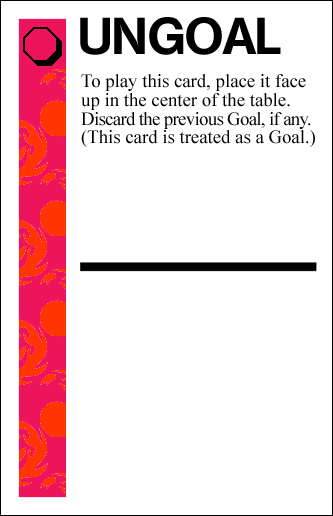 UNGOAL
To play this card, place it face
up in the center of the table.
Discard the previous Goal, if any.
(This card is treated as a Goal.)